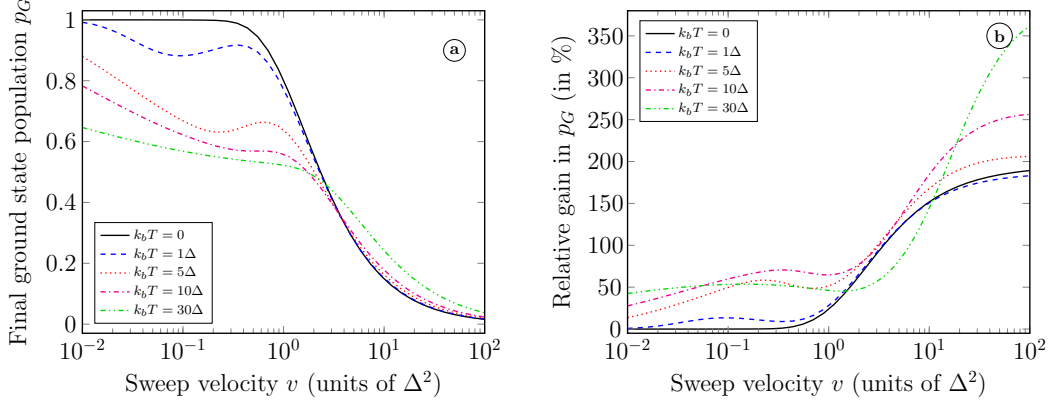 Final ground state population p_G
1
0.8
0.6
0.4
0.2
0
a
k_bT = 0
k_bT = 1Δ
k_bT = 5Δ
k_bT = 10Δ
k_bT = 30Δ
10^−2
10^−1
10^0
10^1
10^2
Sweep velocity v (units of Δ^2)
Relative gain in p_G (in %)
350
300
250
200
150
100
50
0
b
k_bT = 0
k_bT = 1Δ
k_bT = 5Δ
k_bT = 10Δ
k_bT = 30Δ
10^−2
10^−1
10^0
10^1
10^2
Sweep velocity v (units of Δ^2)